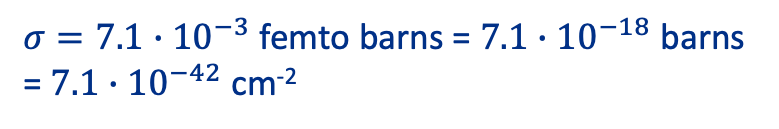 σ = 7.1 · 10⁻³ femto barns = 7.1 · 10⁻¹⁸ barns
= 7.1 · 10⁻⁴² cm⁻²